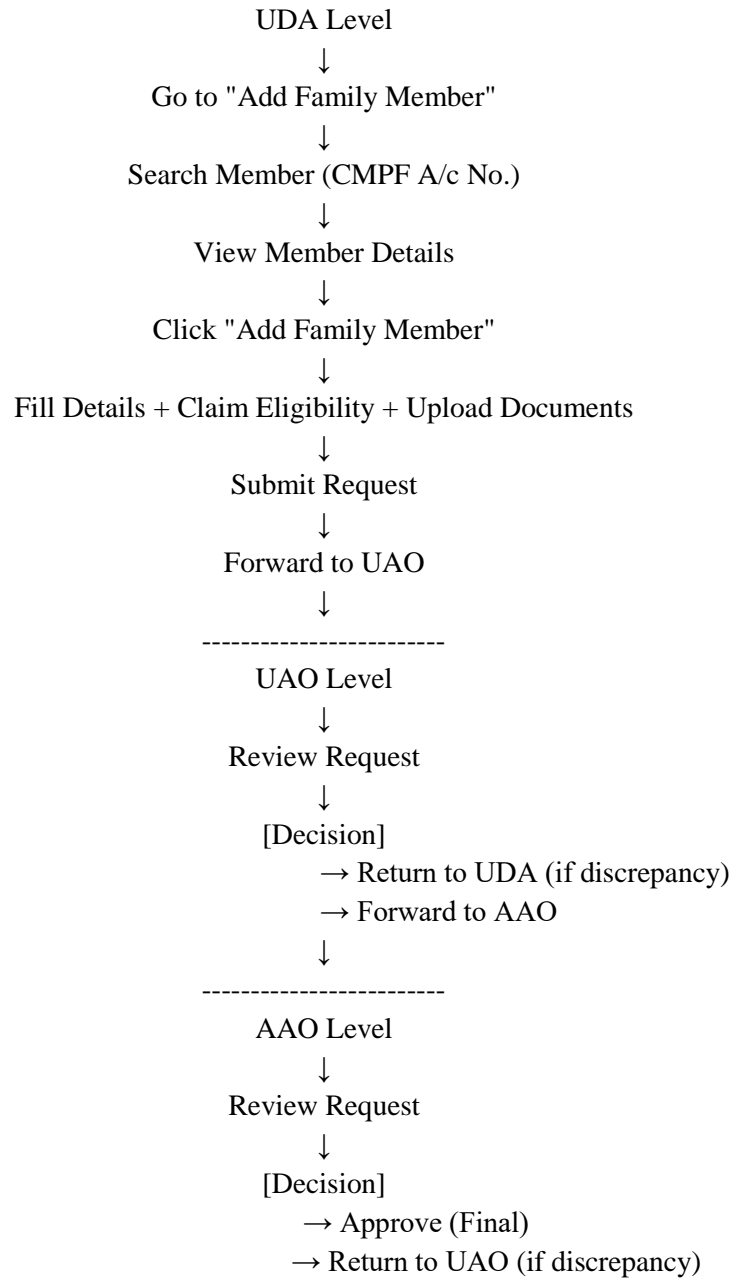 UDA Level
↓
Go to "Add Family Member"
↓
Search Member (CMPF A/c No.)
↓
View Member Details
↓
Click "Add Family Member"
↓
Fill Details + Claim Eligibility + Upload Documents
↓
Submit Request
↓
Forward to UAO
↓
-------------------------
UAO Level
↓
Review Request
↓
[Decision]
→ Return to UDA (if discrepancy)
→ Forward to AAO
↓
-------------------------
AAO Level
↓
Review Request
↓
[Decision]
→ Approve (Final)
→ Return to UAO (if discrepancy)